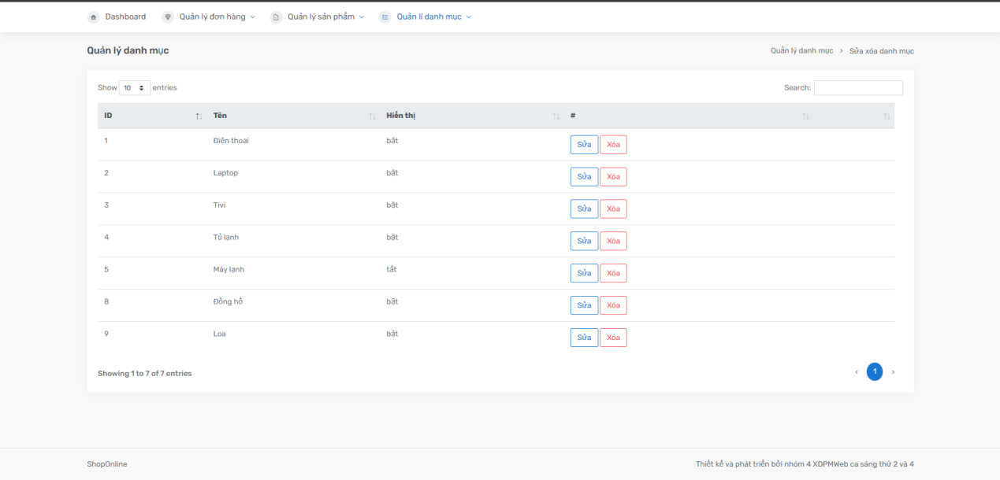 Dashboard Quản lý đơn hàng Quản lý sản phẩm Quản lí danh mục
Quản lý danh mục Quản lý danh mục > Sửa xóa danh mục
Show 10 entries Search:
ID Tên Hiển thị #
1 Điện thoại bật Sửa Xóa
2 Laptop bật Sửa Xóa
3 Tivi bật Sửa Xóa
4 Tủ lạnh bật Sửa Xóa
5 Máy lạnh tắt Sửa Xóa
8 Đồng hồ bật Sửa Xóa
9 Loa bật Sửa Xóa
Showing 1 to 7 of 7 entries ‹ 1 ›
ShopOnline Thiết kế và phát triển bởi nhóm 4 XDPMWeb ca sáng thứ 2 và 4